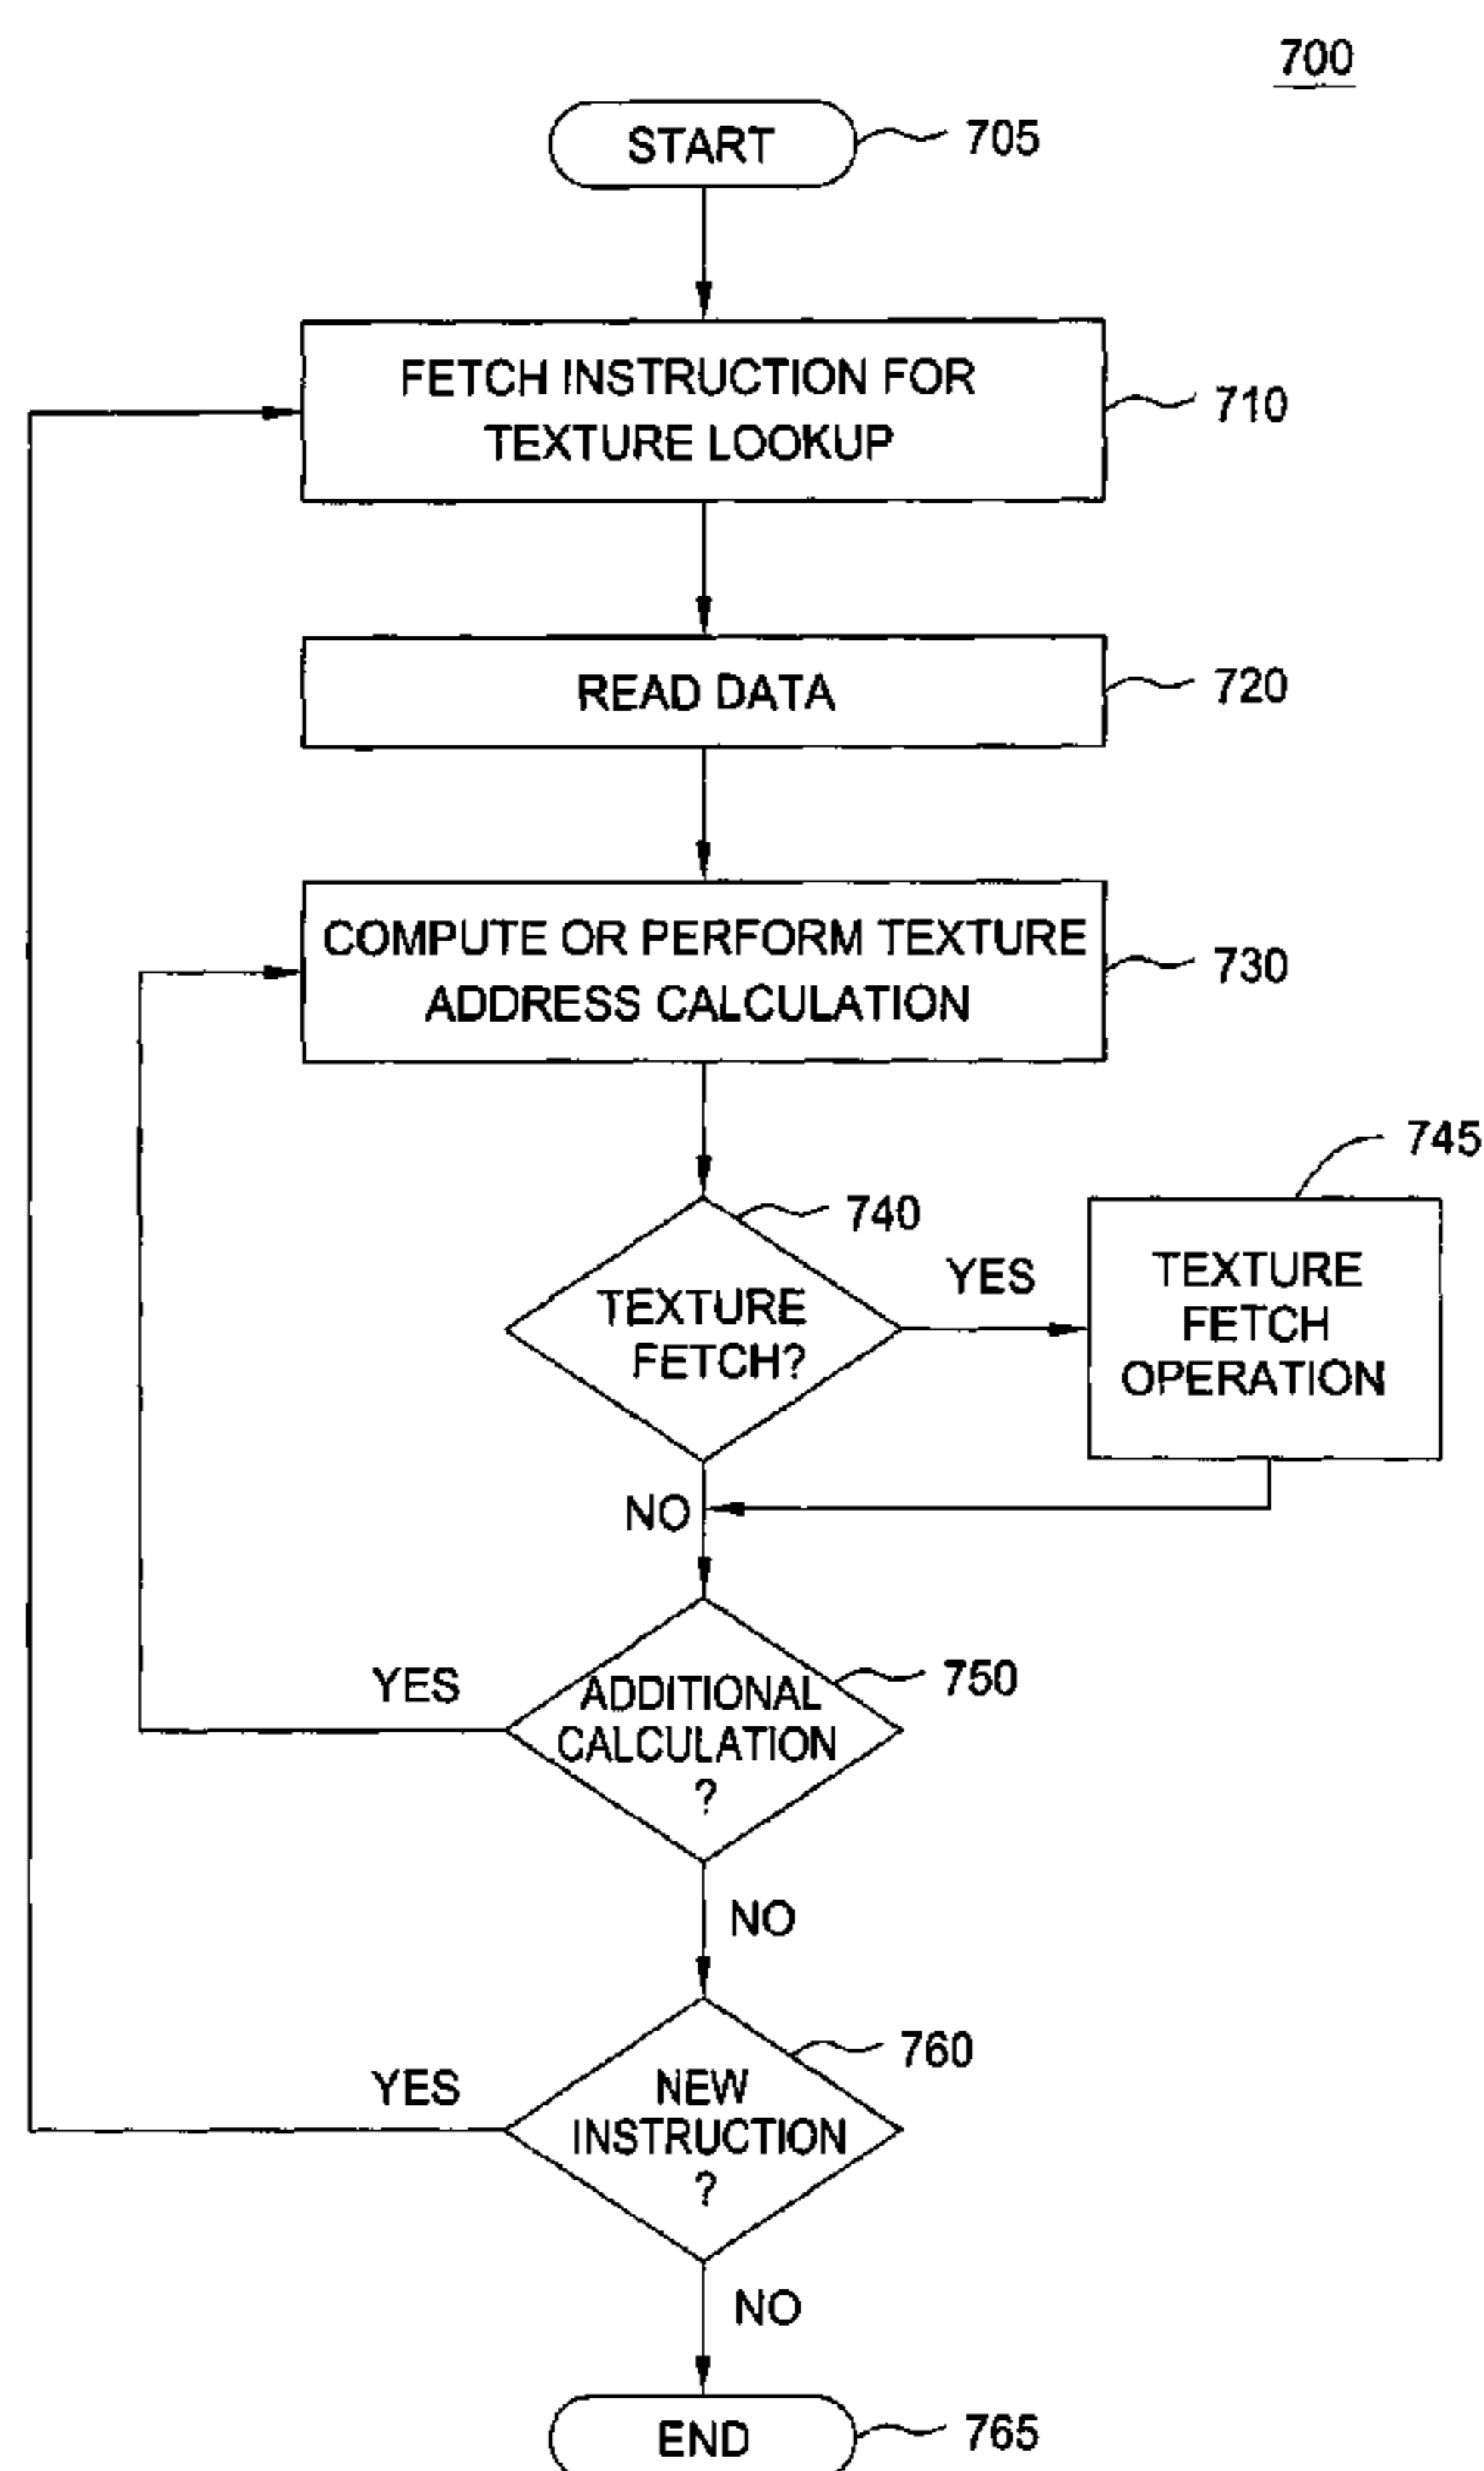 700
START
705
FETCH INSTRUCTION FOR
TEXTURE LOOKUP
710
READ DATA
720
COMPUTE OR PERFORM TEXTURE
ADDRESS CALCULATION
730
745
740
TEXTURE
FETCH?
YES
TEXTURE
FETCH
OPERATION
NO
YES
ADDITIONAL
CALCULATION
?
750
NO
YES
NEW
INSTRUCTION
?
760
NO
END
765